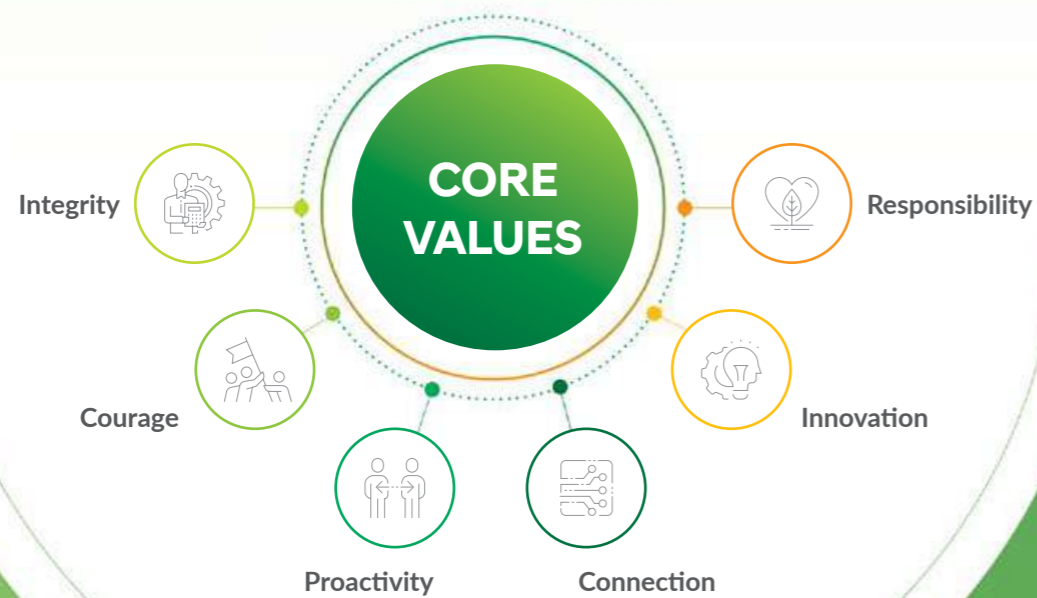 CORE
VALUES
Integrity
Responsibility
Courage
Innovation
Proactivity
Connection